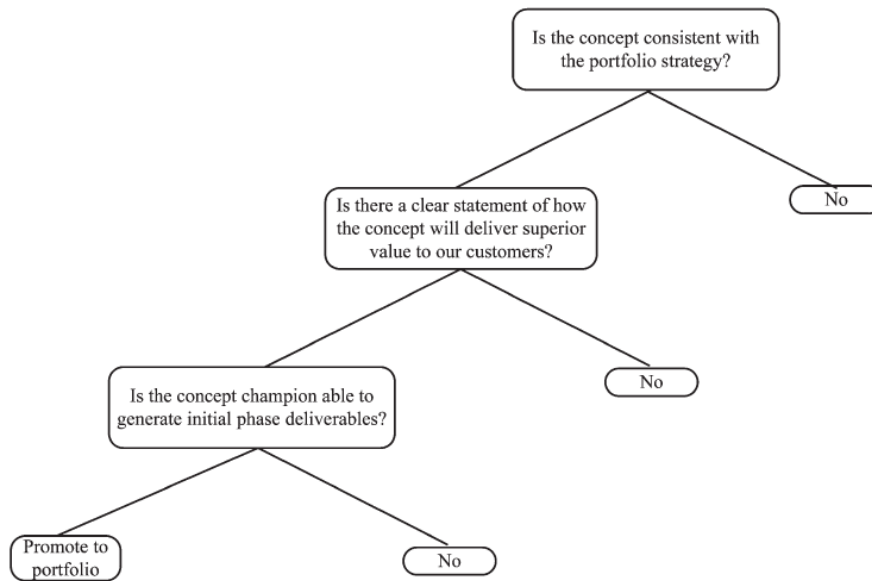 Is the concept consistent with
the portfolio strategy?
No
Is there a clear statement of how
the concept will deliver superior
value to our customers?
No
Is the concept champion able to
generate initial phase deliverables?
Promote to
portfolio
No